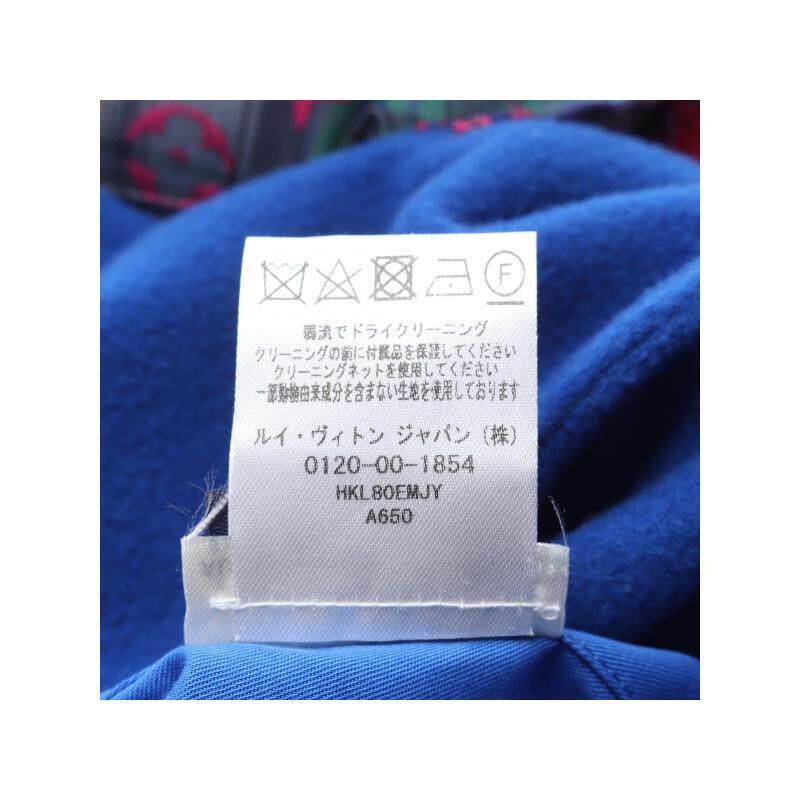 F
弱流でドライクリーニング
クリーニングの前に付属品を保護してください
クリーニングネットを使用してください
一部動物由来成分を含まない生地を使用しております
ルイ・ヴィトン ジャパン (株)
0120-00-1854
HKL80EMJY
A650